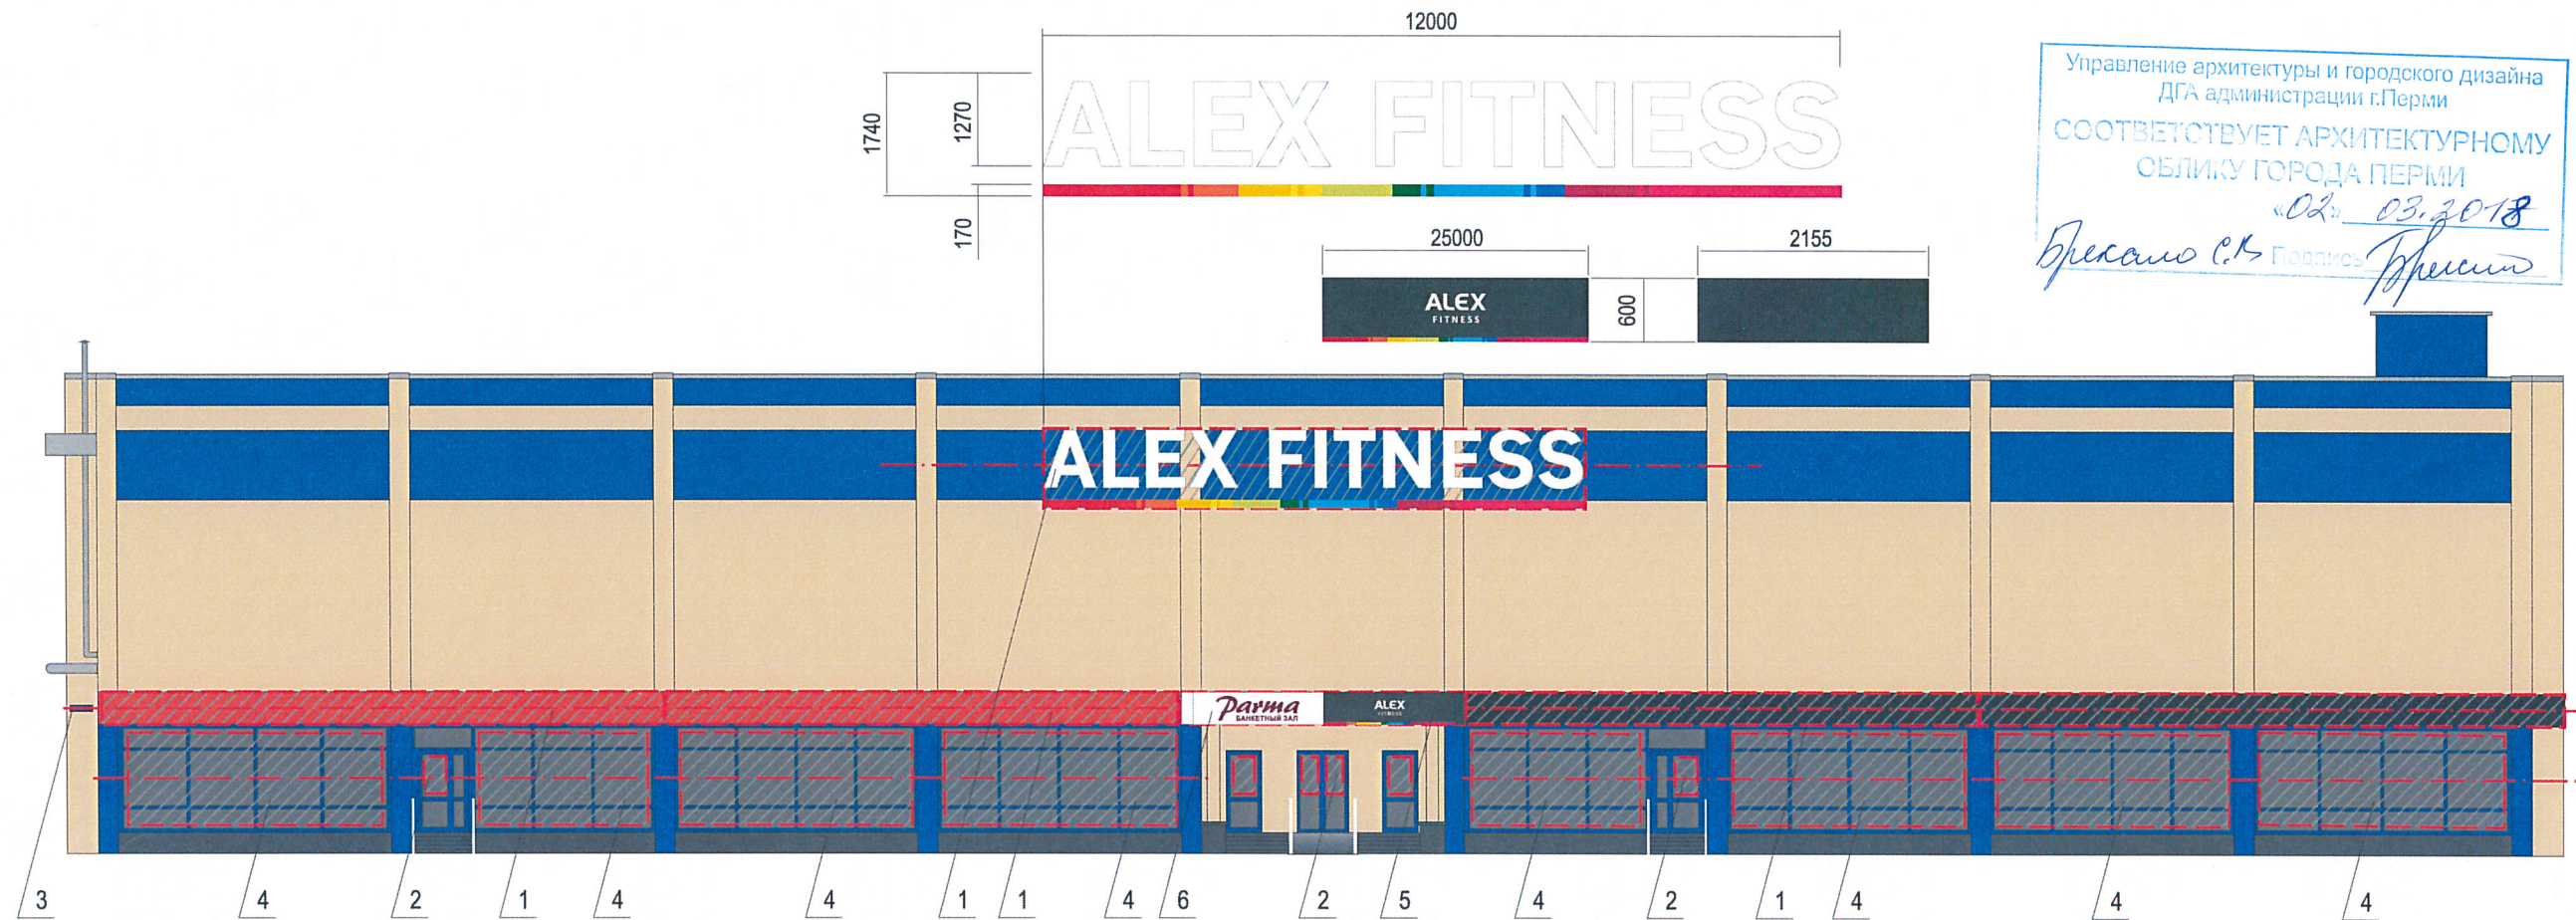 12000
Управление архитектуры и городского дизайна
ДГА администрации г.Перми
СООТВЕТСТВУЕТ АРХИТЕКТУРНОМУ
ОБЛИКУ ГОРОДА ПЕРМИ
«02» 03.2018
С.В Подпись
1740
1270
ALEX FITNESS
170
25000
2155
ALEX
FITNESS
600
ALEX FITNESS
Parma
БАНКЕТНЫЙ ЗАЛ
ALEX
FITNESS
3 4 2 1 4 4 1 1 4 6 2 5 4 2 1 4 4 4